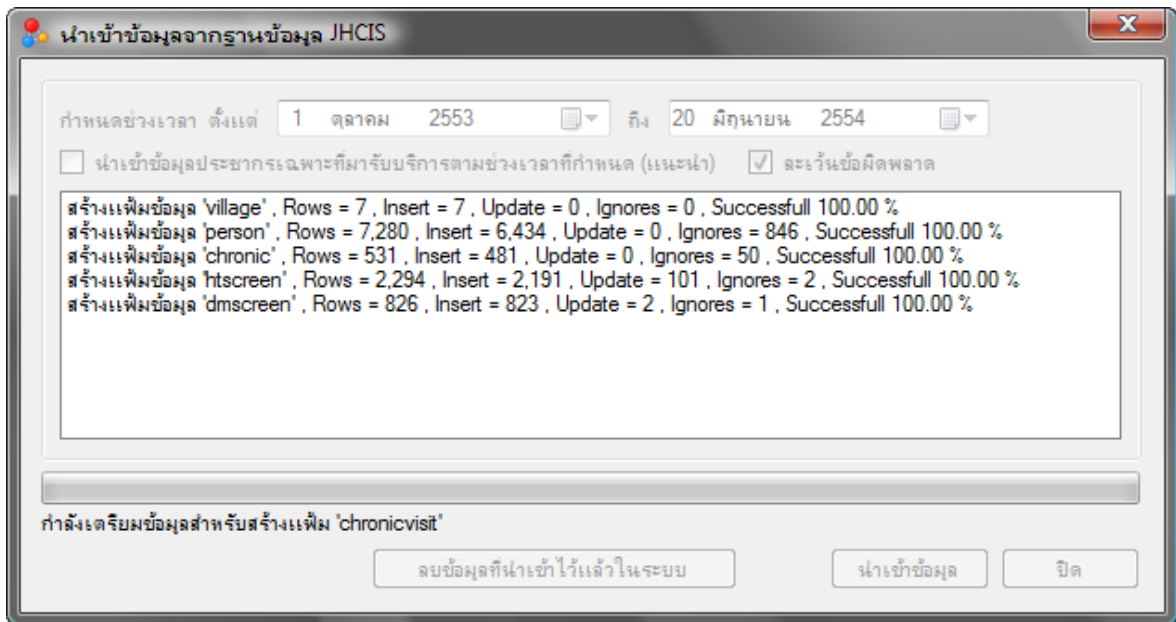 นำเข้าข้อมูลจากฐานข้อมูล JHCIS
กำหนดช่วงเวลา ตั้งแต่ 1 ตุลาคม 2553 ถึง 20 มิถุนายน 2554
นำเข้าข้อมูลประชากรเฉพาะที่มารับบริการตามช่วงเวลาที่กำหนด (แนะนำ) ละเว้นข้อผิดพลาด
สร้างแฟ้มข้อมูล 'village' , Rows = 7 , Insert = 7 , Update = 0 , Ignores = 0 , Successfull 100.00 %
สร้างแฟ้มข้อมูล 'person' , Rows = 7,280 , Insert = 6,434 , Update = 0 , Ignores = 846 , Successfull 100.00 %
สร้างแฟ้มข้อมูล 'chronic' , Rows = 531 , Insert = 481 , Update = 0 , Ignores = 50 , Successfull 100.00 %
สร้างแฟ้มข้อมูล 'htscreen' , Rows = 2,294 , Insert = 2,191 , Update = 101 , Ignores = 2 , Successfull 100.00 %
สร้างแฟ้มข้อมูล 'dmscreen' , Rows = 826 , Insert = 823 , Update = 2 , Ignores = 1 , Successfull 100.00 %
กำลังเตรียมข้อมูลสำหรับสร้างแฟ้ม 'chronicvisit'
ลบข้อมูลที่นำเข้าไว้แล้วในระบบ นำเข้าข้อมูล ปิด